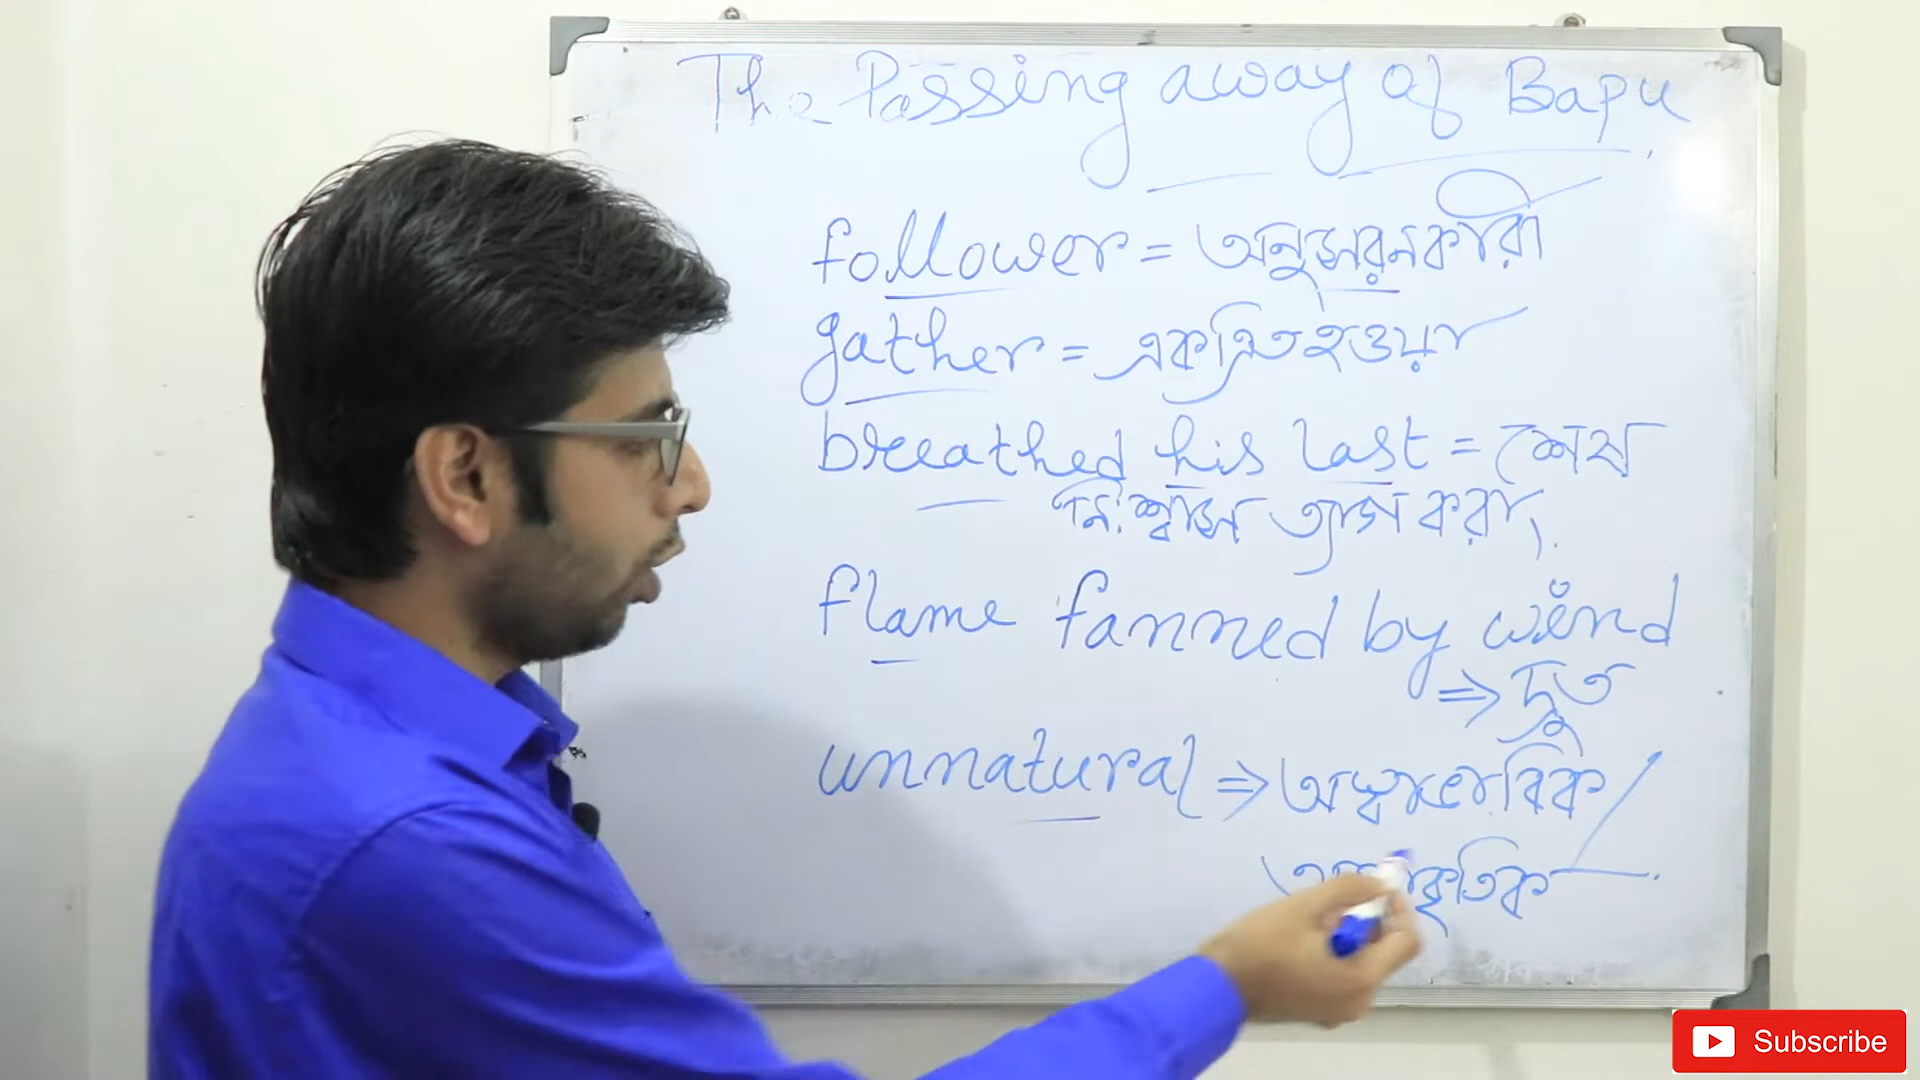 The Passing away of Bapu
follower = অনুসরনকারী
gather = একত্রিত হওয়া
breathed his last = শেষ
নিঃশ্বাস ত্যাগ করা
flame fanned by wind
⇒ দ্রুত
unnatural ⇒ অস্বাভাবিক /
Subscribe